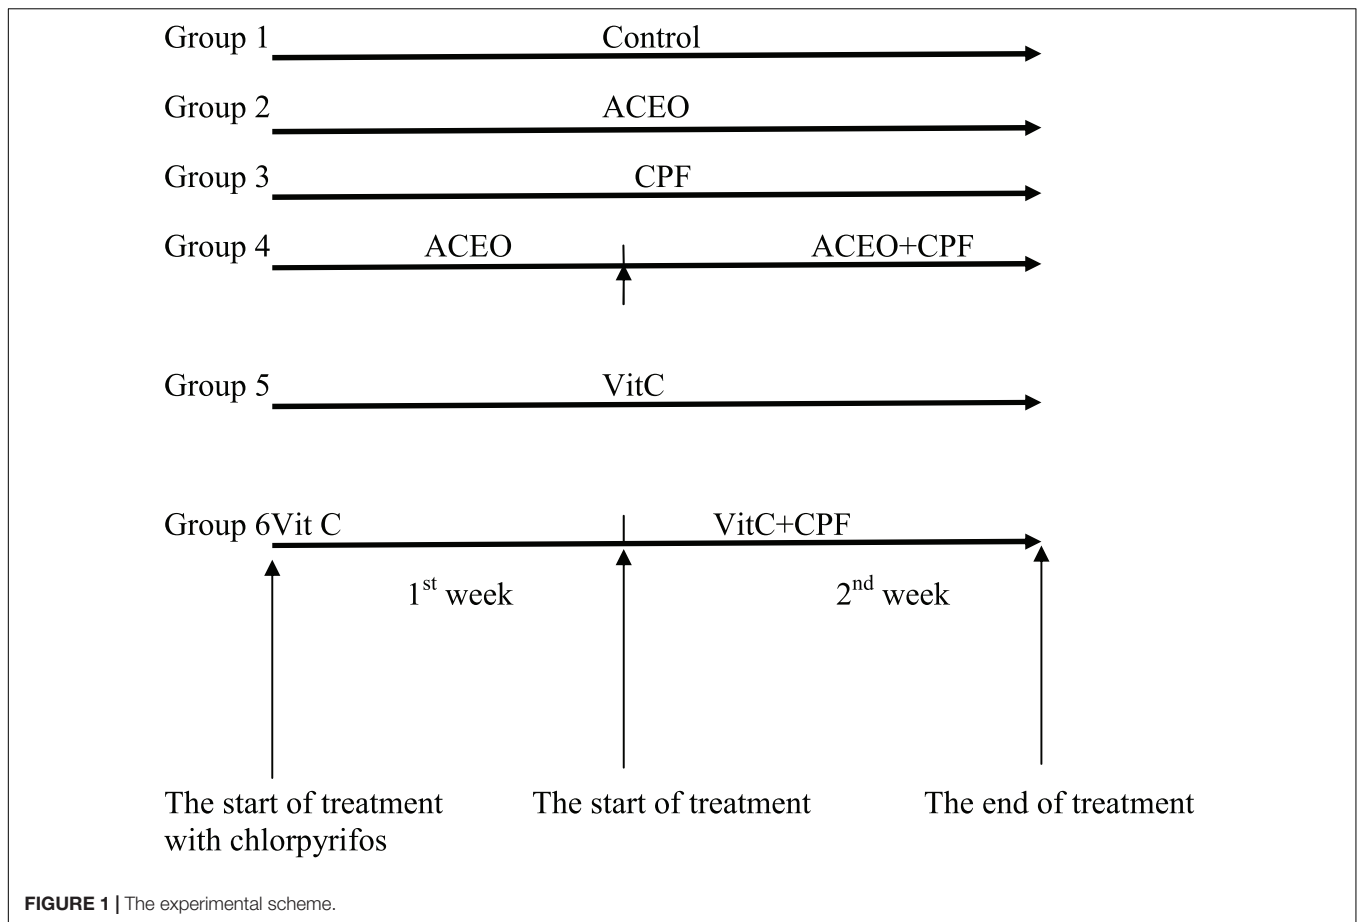 Group 1 Control
Group 2 ACEO
Group 3 CPF
Group 4 ACEO ACEO+CPF
Group 5 VitC
Group 6Vit C VitC+CPF
1st week 2nd week
The start of treatment with chlorpyrifos
The start of treatment
The end of treatment
FIGURE 1 | The experimental scheme.